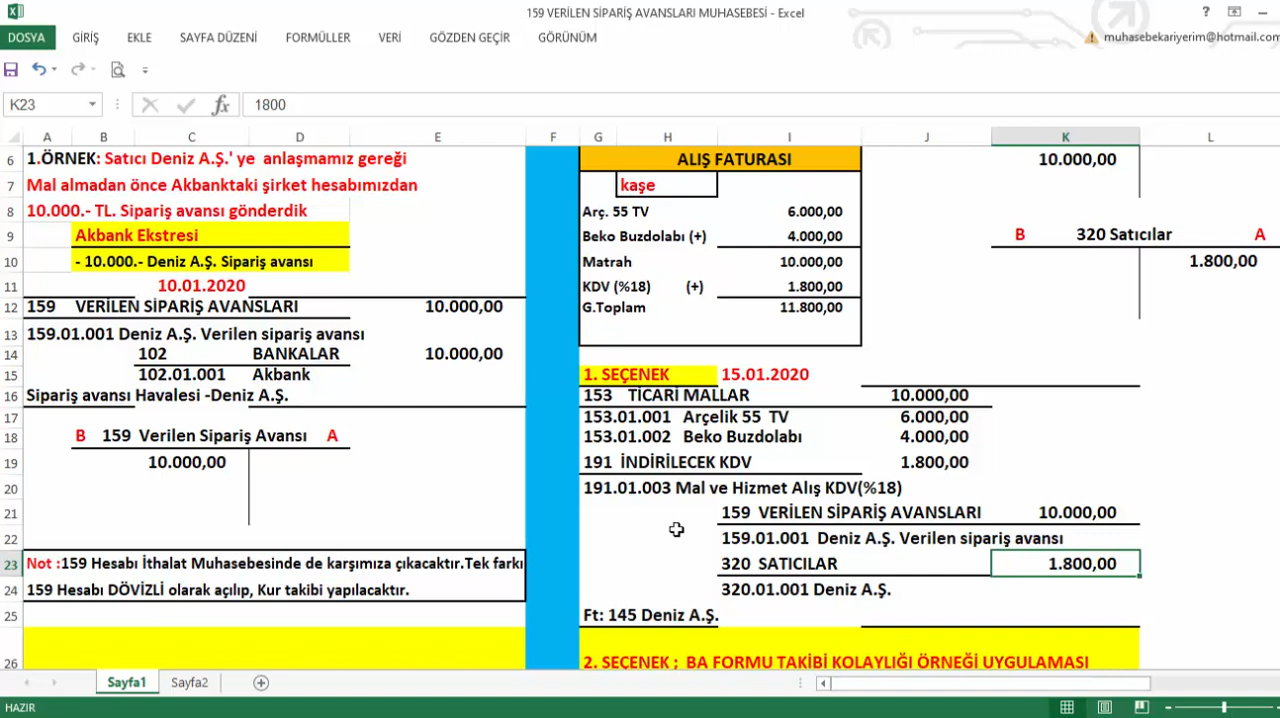 159 VERİLEN SİPARİŞ AVANSLARI MUHASEBESİ - Excel
DOSYA GİRİŞ EKLE SAYFA DÜZENİ FORMÜLLER VERİ GÖZDEN GEÇİR GÖRÜNÜM
muhasebekariyerim@hotmail.com
K23 fx 1800
A B C D E F G H I J K L
6 1.ÖRNEK: Satıcı Deniz A.Ş.' ye anlaşmamız gereği
7 Mal almadan önce Akbanktaki şirket hesabımızdan
8 10.000.- TL. Sipariş avansı gönderdik
9 Akbank Ekstresi
10 - 10.000.- Deniz A.Ş. Sipariş avansı
11 10.01.2020
12 159 VERİLEN SİPARİŞ AVANSLARI 10.000,00
13 159.01.001 Deniz A.Ş. Verilen sipariş avansı
14 102 BANKALAR 10.000,00
15 102.01.001 Akbank
16 Sipariş avansı Havalesi -Deniz A.Ş.
17
18 B 159 Verilen Sipariş Avansı A
19 10.000,00
20
21
22
23 Not :159 Hesabı İthalat Muhasebesinde de karşımıza çıkacaktır.Tek farkı
24 159 Hesabı DÖVİZLİ olarak açılıp, Kur takibi yapılacaktır.
25
26
ALIŞ FATURASI
kaşe
Arç. 55 TV 6.000,00
Beko Buzdolabı (+) 4.000,00
Matrah 10.000,00
KDV (%18) (+) 1.800,00
G.Toplam 11.800,00
10.000,00
B 320 Satıcılar A
1.800,00
1. SEÇENEK 15.01.2020
153 TİCARİ MALLAR 10.000,00
153.01.001 Arçelik 55 TV 6.000,00
153.01.002 Beko Buzdolabı 4.000,00
191 İNDİRİLECEK KDV 1.800,00
191.01.003 Mal ve Hizmet Alış KDV(%18)
159 VERİLEN SİPARİŞ AVANSLARI 10.000,00
159.01.001 Deniz A.Ş. Verilen sipariş avansı
320 SATICILAR 1.800,00
320.01.001 Deniz A.Ş.
Ft: 145 Deniz A.Ş.
2. SEÇENEK ; BA FORMU TAKİBİ KOLAYLIĞI ÖRNEĞİ UYGULAMASI
Sayfa1 Sayfa2
HAZIR